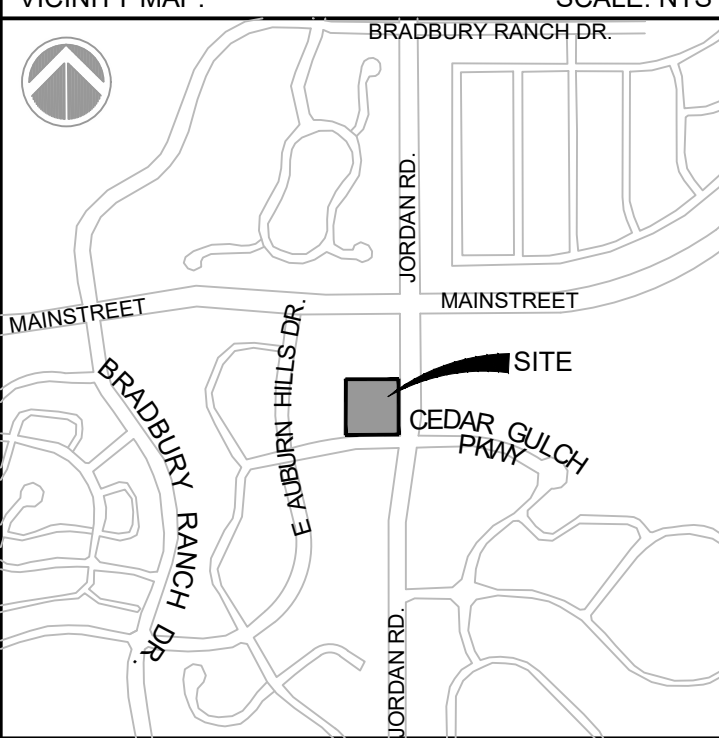 VICINITY MAP:
SCALE: NTS
BRADBURY RANCH DR.
JORDAN RD.
MAINSTREET
MAINSTREET
E AUBURN HILLS DR.
SITE
BRADBURY RANCH DR.
CEDAR GULCH
PKWY
JORDAN RD.